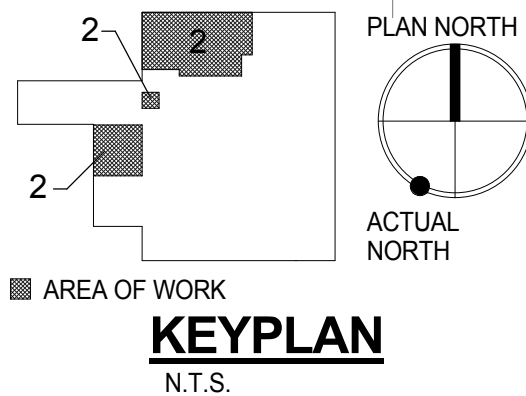 2
2
2
PLAN NORTH
ACTUAL
NORTH
AREA OF WORK
KEYPLAN
N.T.S.